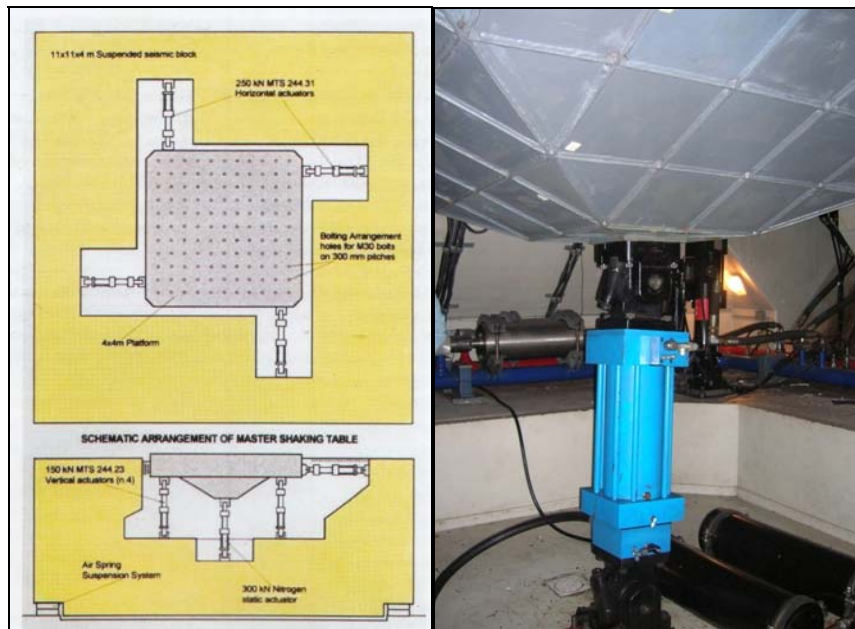 11x11x4 m Suspended seismic block
250 kN MTS 244.31
Horizontal actuators
Bolting Arrangement
holes for M30 bolts
on 300 mm pitches
4x4m Platform
SCHEMATIC ARRANGEMENT OF MASTER SHAKING TABLE
150 kN MTS 244.23
Vertical actuators (n.4)
Air Spring
Suspension System
300 kN Nitrogen
static actuator